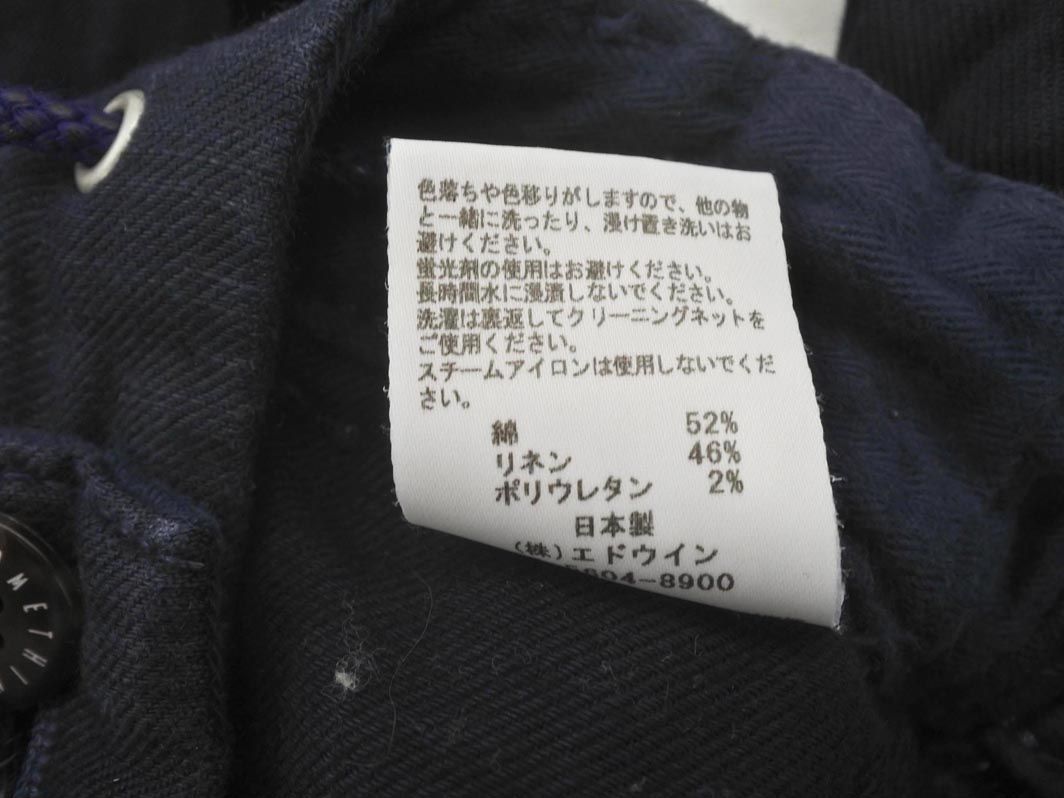 色落ちや色移りがしますので、他の物
と一緒に洗ったり、浸け置き洗いはお
避けください。
蛍光剤の使用はお避けください。
長時間水に浸漬しないでください。
洗濯は裏返してクリーニングネットを
ご使用ください。
スチームアイロンは使用しないでくだ
さい。
綿 52%
リネン 46%
ポリウレタン 2%
日本製
(株)エドウイン
5604-8900
METHI